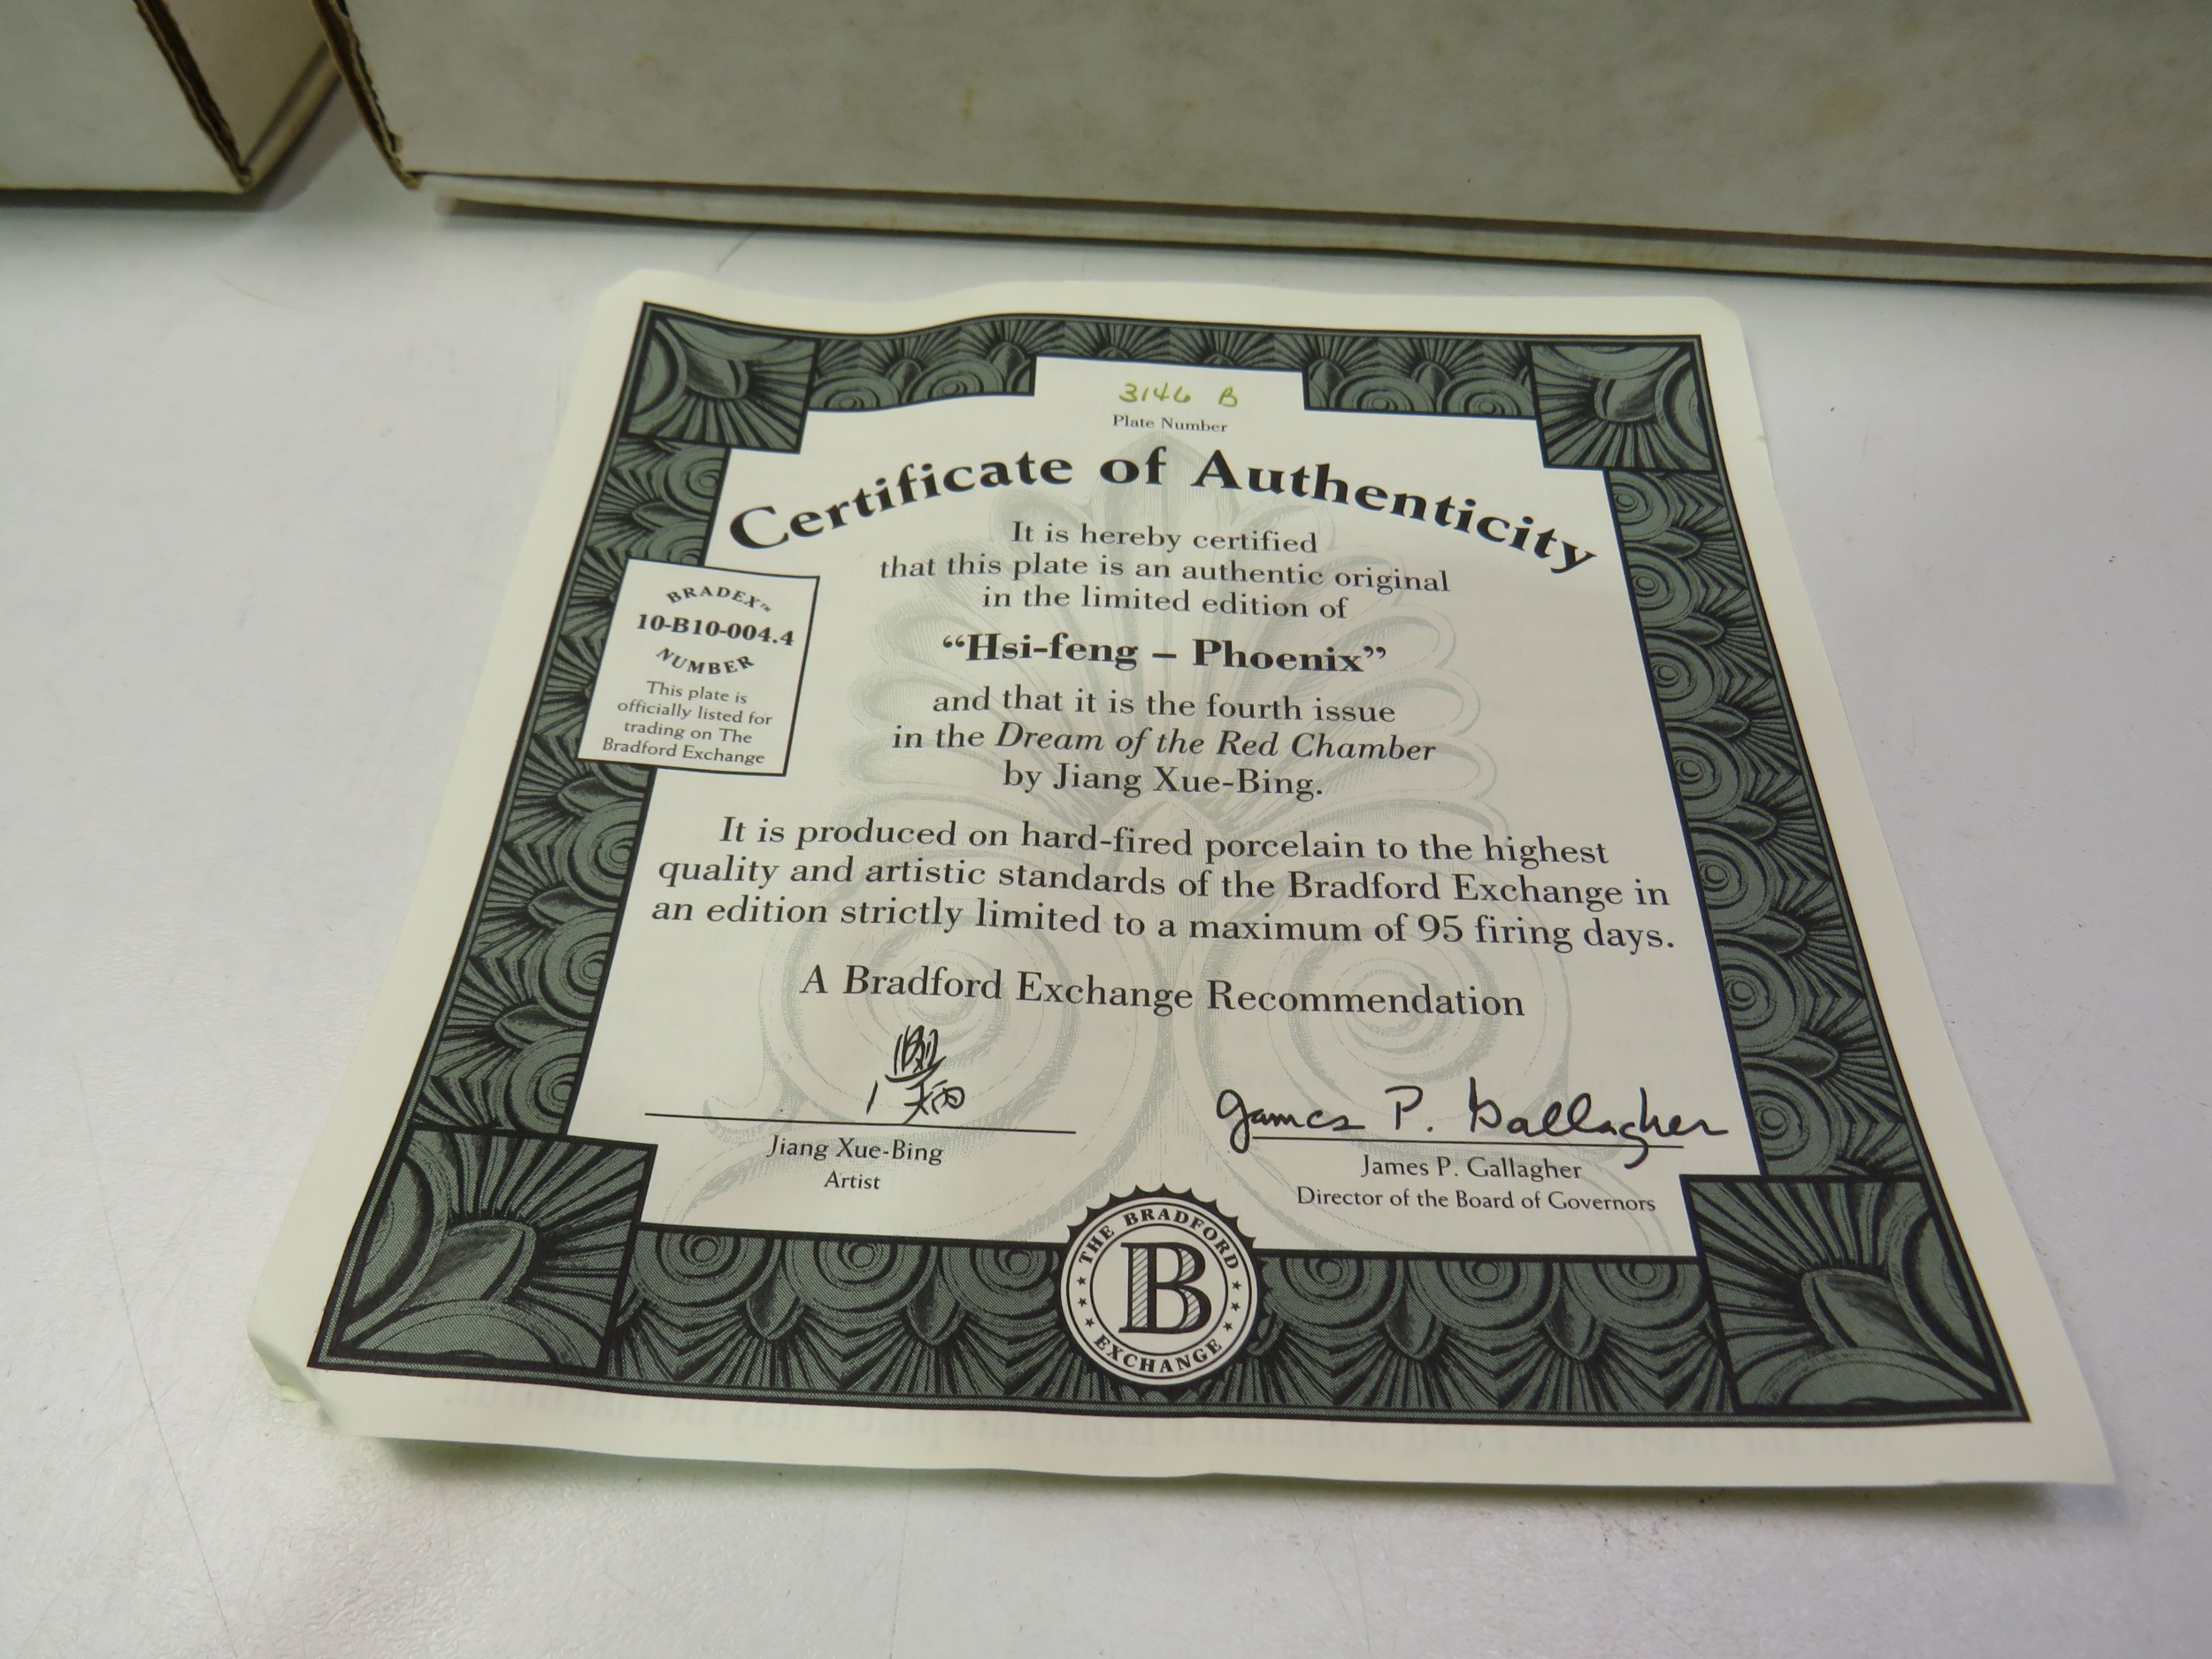 3146 B
Plate Number
Certificate of Authenticity
It is hereby certified
that this plate is an authentic original
in the limited edition of
“Hsi-feng – Phoenix”
and that it is the fourth issue
in the Dream of the Red Chamber
by Jiang Xue-Bing.
BRADEX™
10-B10-004.4
NUMBER
This plate is
officially listed for
trading on The
Bradford Exchange
It is produced on hard-fired porcelain to the highest
quality and artistic standards of the Bradford Exchange in
an edition strictly limited to a maximum of 95 firing days.
A Bradford Exchange Recommendation
Jiang Xue-Bing
Artist
James P. Gallagher
James P. Gallagher
Director of the Board of Governors
THE BRADFORD
B
EXCHANGE